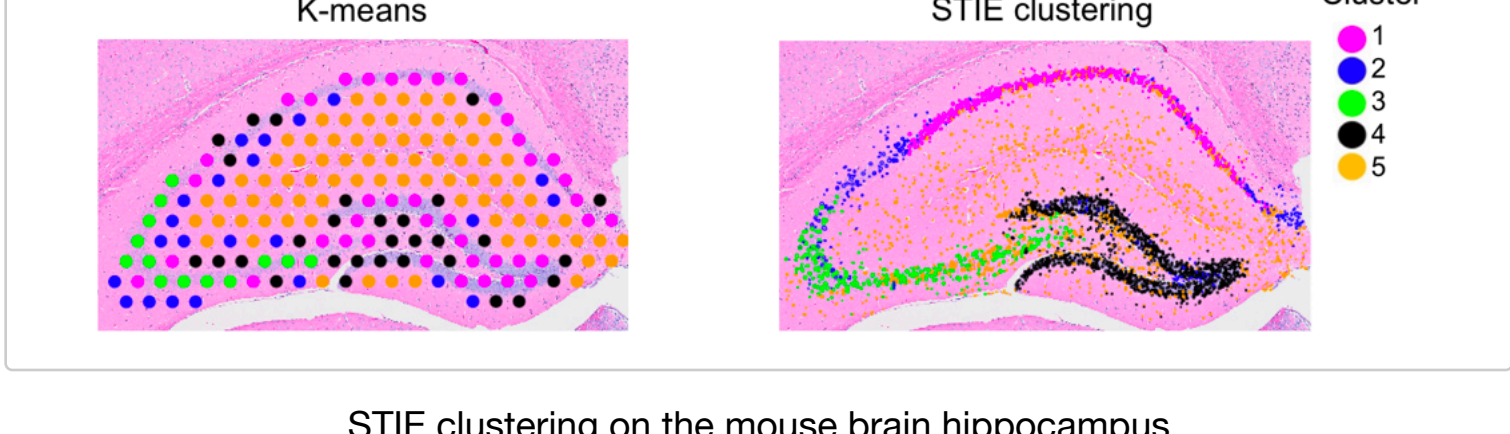 K-means
STIE clustering
Cluster
1
2
3
4
5
STIE clustering on the mouse brain hippocampus